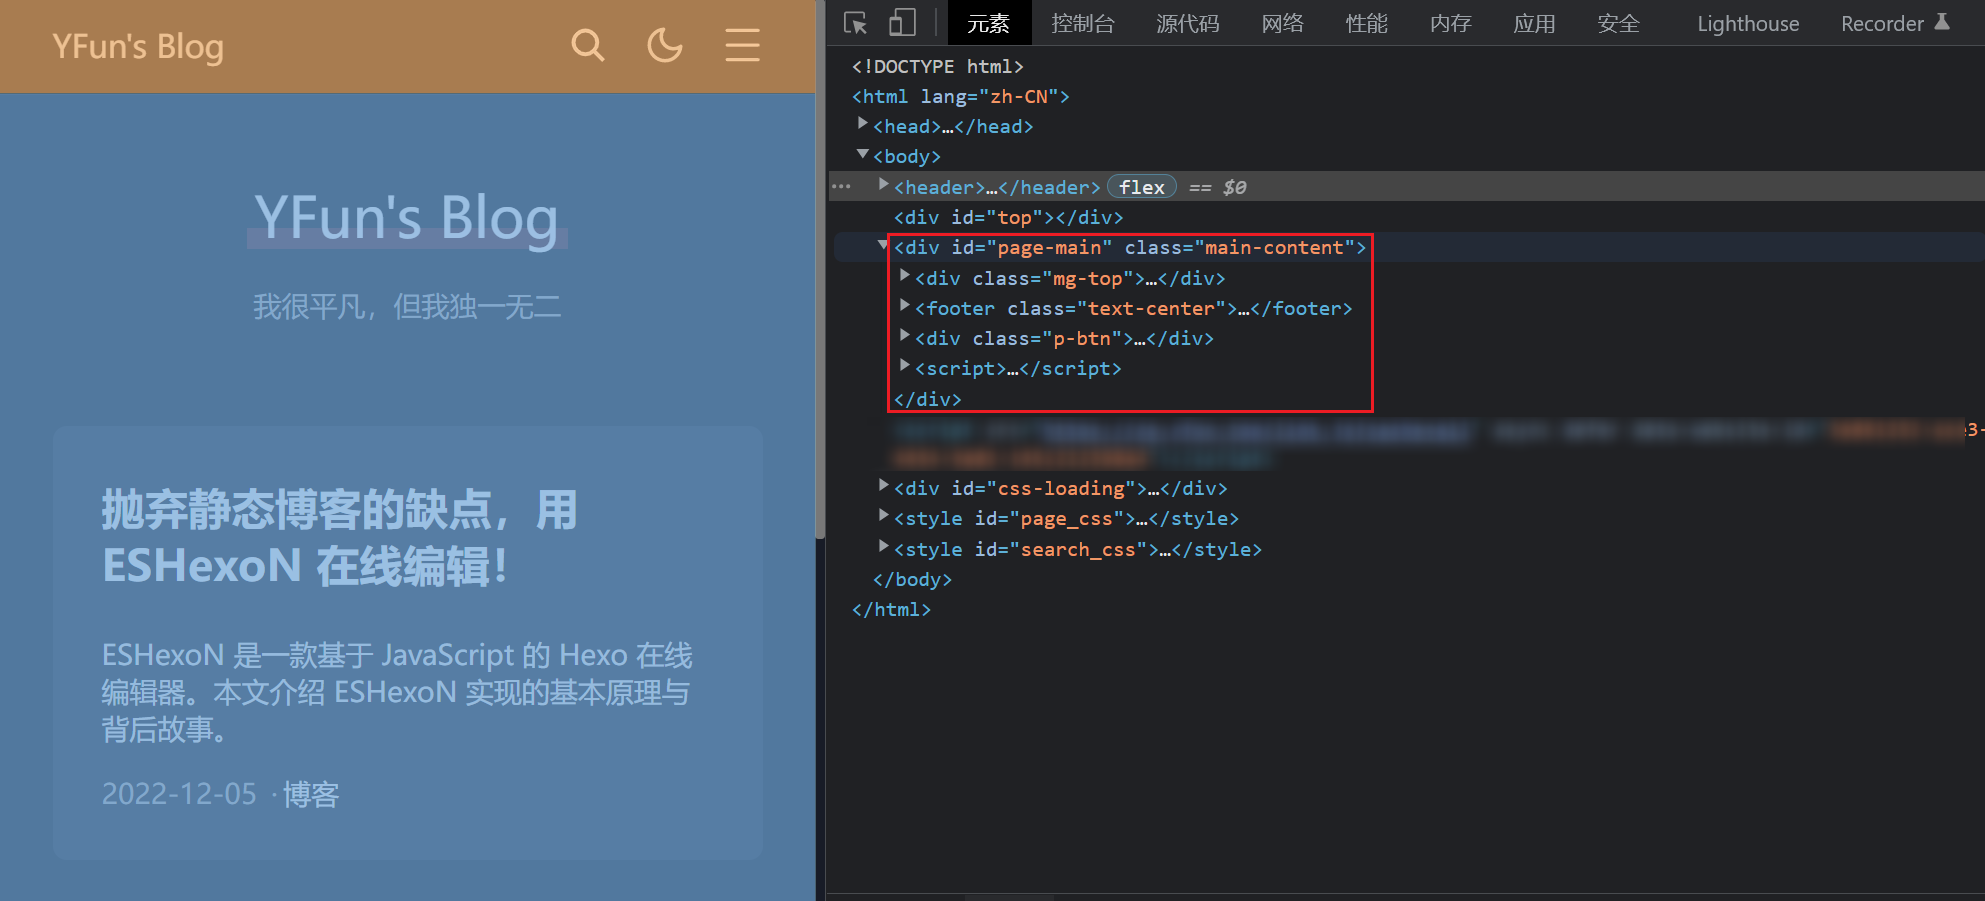 YFun's Blog
YFun's Blog
我很平凡，但我独一无二
抛弃静态博客的缺点，用
ESHexoN 在线编辑！
ESHexoN 是一款基于 JavaScript 的 Hexo 在线
编辑器。本文介绍 ESHexoN 实现的基本原理与
背后故事。
2022-12-05 · 博客
元素 控制台 源代码 网络 性能 内存 应用 安全 Lighthouse Recorder
<!DOCTYPE html>
<html lang="zh-CN">
<head>…</head>
<body>
<header>…</header> flex == $0
<div id="top"></div>
<div id="page-main" class="main-content">
<div class="mg-top">…</div>
<footer class="text-center">…</footer>
<div class="p-btn">…</div>
<script>…</script>
</div>
<div id="css-loading">…</div>
<style id="page_css">…</style>
<style id="search_css">…</style>
</body>
</html>